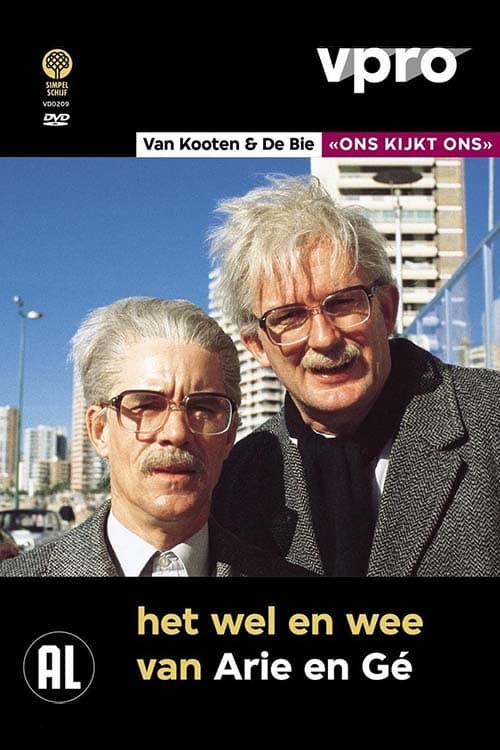 vpro
SIMPEL
SCHIJF
VD0209
DVD
Van Kooten & De Bie «ONS KIJKT ONS»
het wel en wee
van Arie en Gé
AL